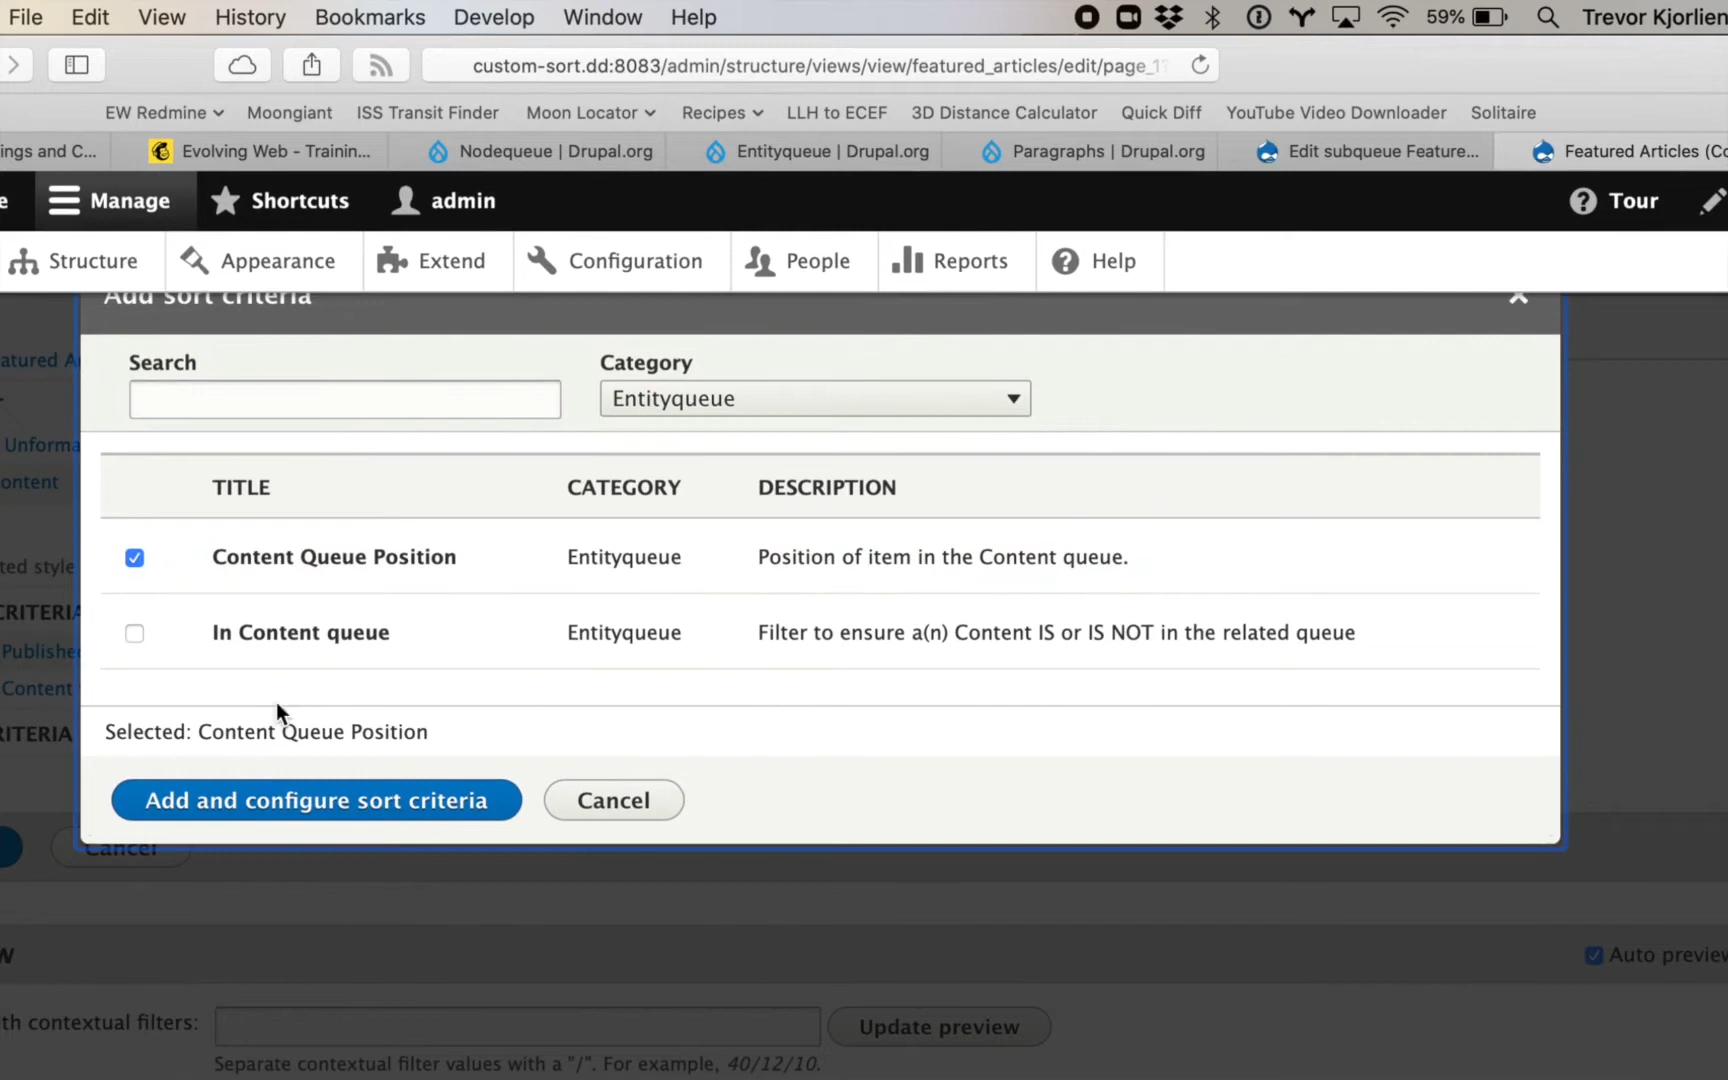 File Edit View History Bookmarks Develop Window Help 59% Trevor Kjorlien
custom-sort.dd:8083/admin/structure/views/view/featured_articles/edit/page_1
EW Redmine Moongiant ISS Transit Finder Moon Locator Recipes LLH to ECEF 3D Distance Calculator Quick Diff YouTube Video Downloader Solitaire
ings and C... Evolving Web - Trainin... Nodequeue | Drupal.org Entityqueue | Drupal.org Paragraphs | Drupal.org Edit subqueue Feature... Featured Articles (Co
e Manage Shortcuts admin Tour
Structure Appearance Extend Configuration People Reports Help
Add sort criteria
Search Category
atured A
Entityqueue
Unforma
ontent
TITLE CATEGORY DESCRIPTION
Content Queue Position Entityqueue Position of item in the Content queue.
ted style
CRITERIA
In Content queue Entityqueue Filter to ensure a(n) Content IS or IS NOT in the related queue
Publishe
Content
RITERIA
Selected: Content Queue Position
Add and configure sort criteria Cancel
Cancel
w Auto preview
th contextual filters: Update preview
Separate contextual filter values with a "/". For example, 40/12/10.